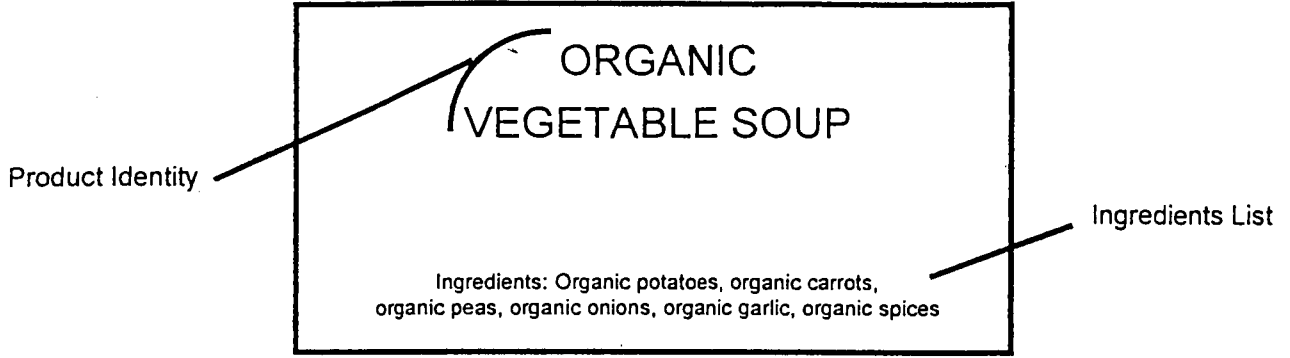 ORGANIC
VEGETABLE SOUP
Product Identity
Ingredients List
Ingredients: Organic potatoes, organic carrots,
organic peas, organic onions, organic garlic, organic spices